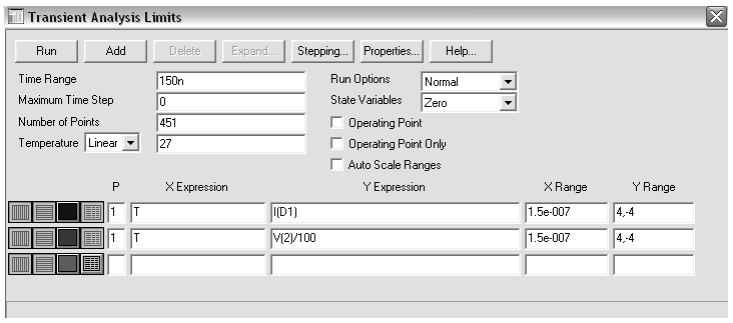 Transient Analysis Limits
Run Add Delete Expand... Stepping... Properties... Help...
Time Range 150n Run Options Normal
Maximum Time Step 0 State Variables Zero
Number of Points 451 Operating Point
Temperature Linear 27 Operating Point Only
Auto Scale Ranges
P X Expression Y Expression X Range Y Range
1 T I(D1) 1.5e-007 4,-4
1 T V(2)/100 1.5e-007 4,-4